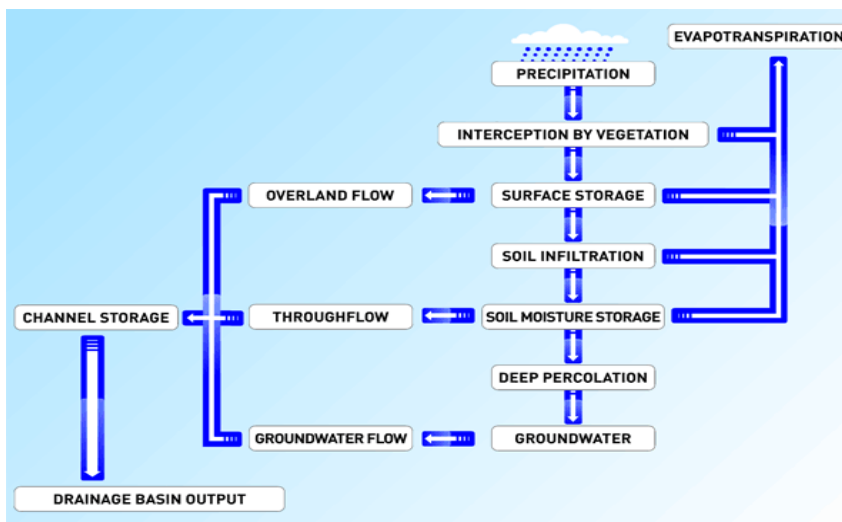 EVAPOTRANSPIRATION
PRECIPITATION
INTERCEPTION BY VEGETATION
OVERLAND FLOW
SURFACE STORAGE
SOIL INFILTRATION
CHANNEL STORAGE
THROUGHFLOW
SOIL MOISTURE STORAGE
DEEP PERCOLATION
GROUNDWATER FLOW
GROUNDWATER
DRAINAGE BASIN OUTPUT